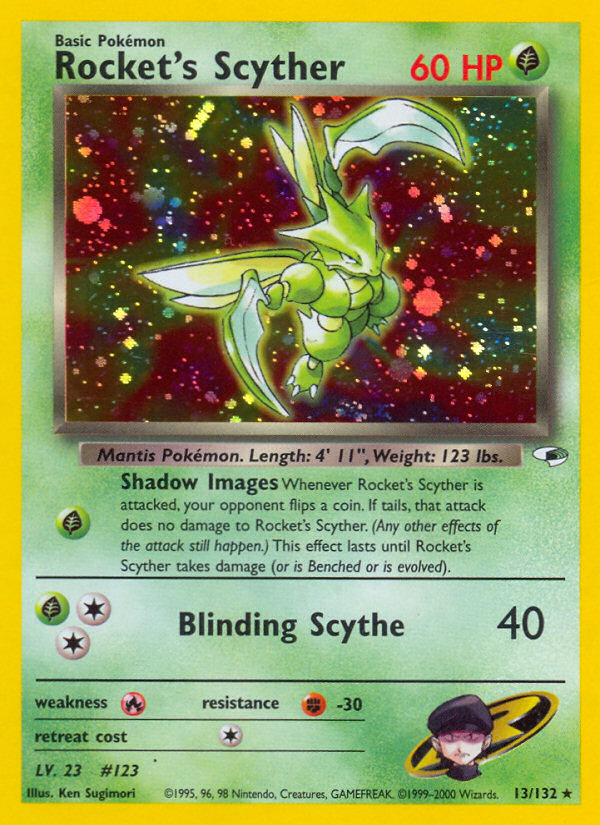 Basic Pokémon
Rocket's Scyther 60 HP
Mantis Pokémon. Length: 4' 11", Weight: 123 lbs.
Shadow Images Whenever Rocket's Scyther is
attacked, your opponent flips a coin. If tails, that attack
does no damage to Rocket's Scyther. (Any other effects of
the attack still happen.) This effect lasts until Rocket's
Scyther takes damage (or is Benched or is evolved).
Blinding Scythe 40
weakness resistance -30
retreat cost
LV. 23 #123
Illus. Ken Sugimori ©1995, 96, 98 Nintendo, Creatures, GAMEFREAK. ©1999-2000 Wizards. 13/132 ★